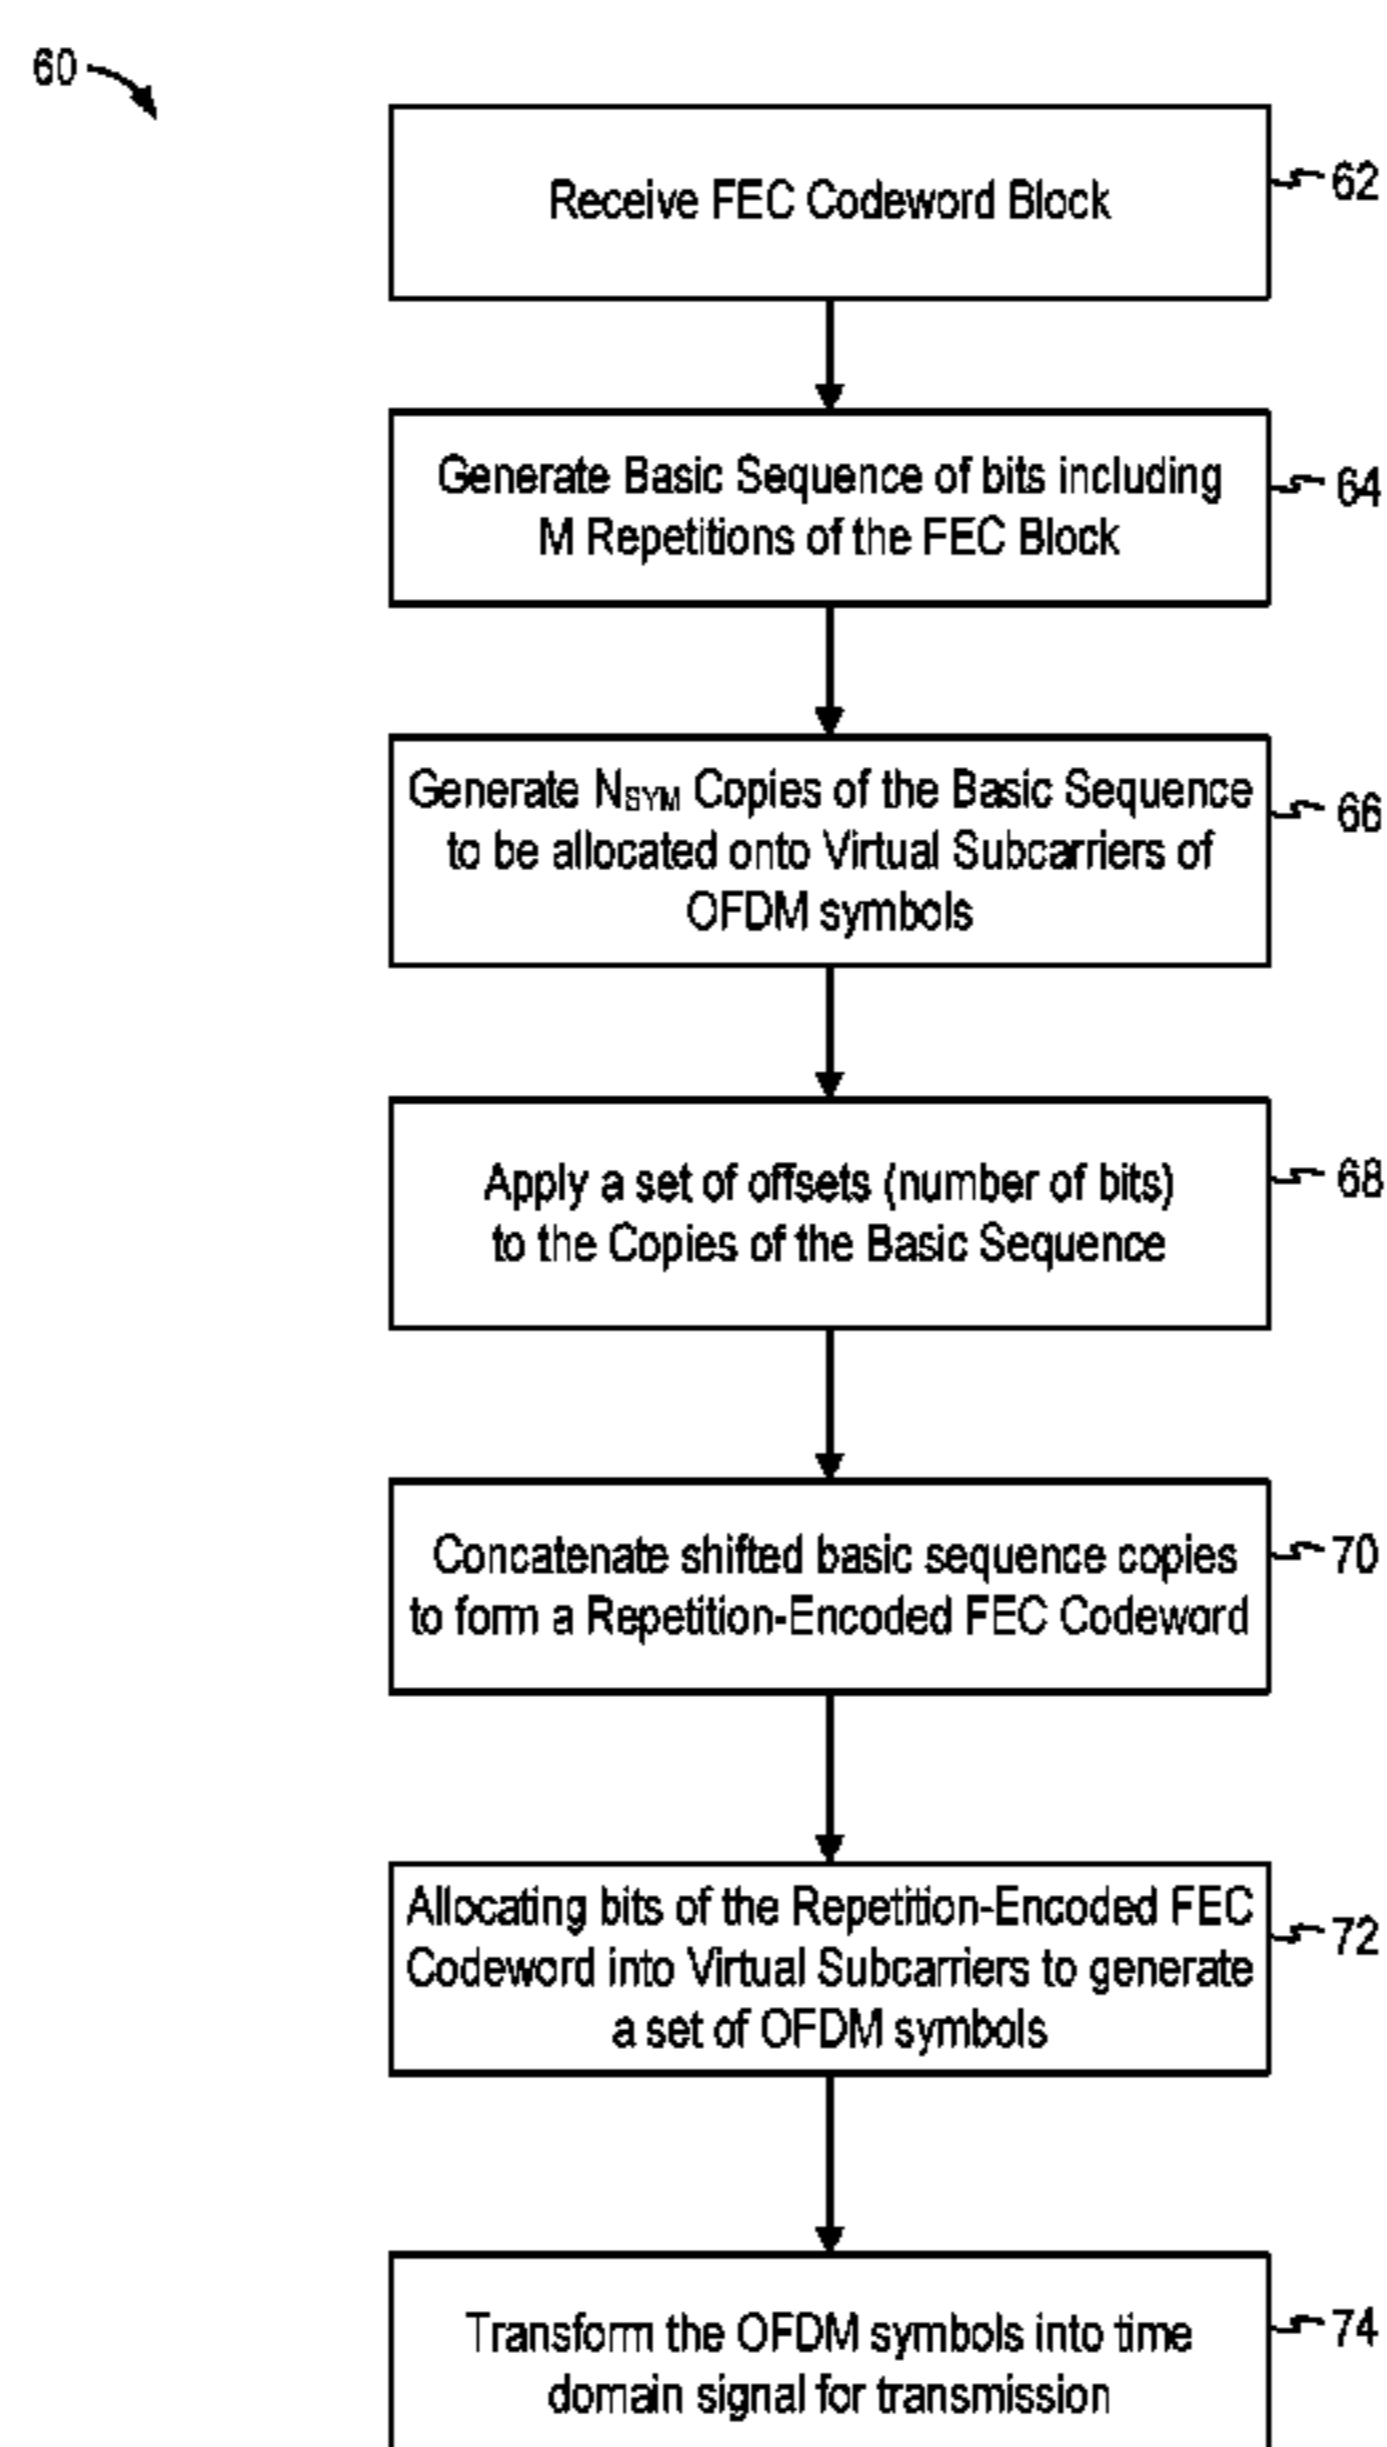 60
Receive FEC Codeword Block
62
Generate Basic Sequence of bits including
M Repetitions of the FEC Block
64
Generate NSYM Copies of the Basic Sequence
to be allocated onto Virtual Subcarriers of
OFDM symbols
66
Apply a set of offsets (number of bits)
to the Copies of the Basic Sequence
68
Concatenate shifted basic sequence copies
to form a Repetition-Encoded FEC Codeword
70
Allocating bits of the Repetition-Encoded FEC
Codeword into Virtual Subcarriers to generate
a set of OFDM symbols
72
Transform the OFDM symbols into time
domain signal for transmission
74